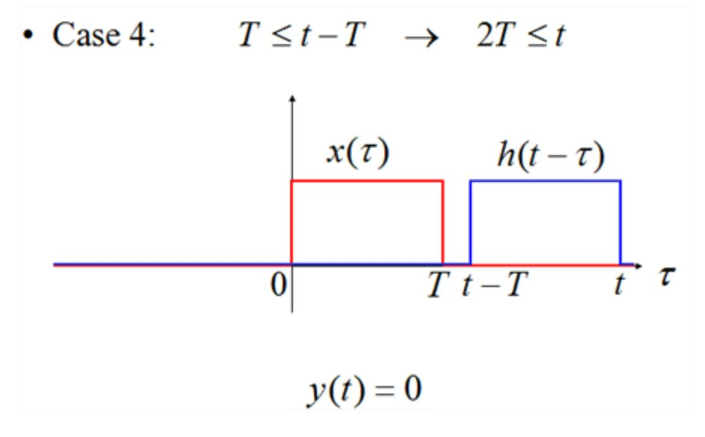 • Case 4: T ≤ t – T → 2T ≤ t
x(τ) h(t – τ)
0 T t – T t τ
y(t) = 0